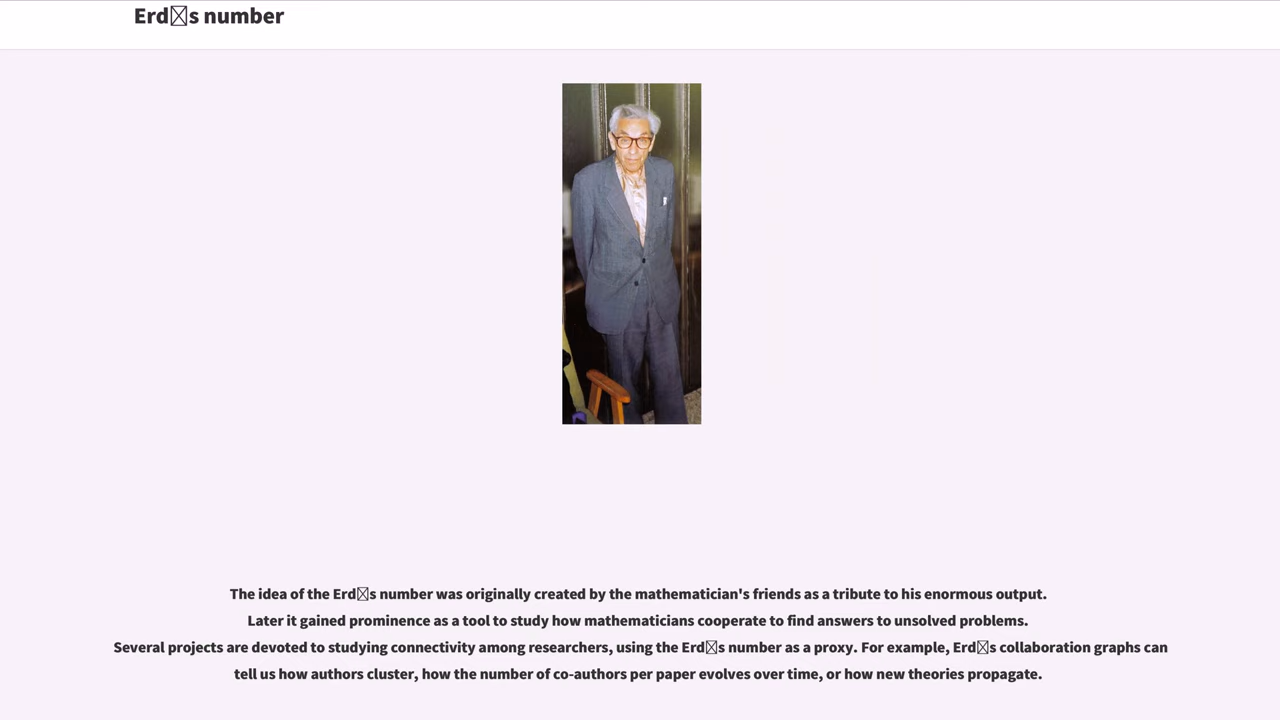 Erd☒s number
The idea of the Erd☒s number was originally created by the mathematician's friends as a tribute to his enormous output.
Later it gained prominence as a tool to study how mathematicians cooperate to find answers to unsolved problems.
Several projects are devoted to studying connectivity among researchers, using the Erd☒s number as a proxy. For example, Erd☒s collaboration graphs can
tell us how authors cluster, how the number of co-authors per paper evolves over time, or how new theories propagate.